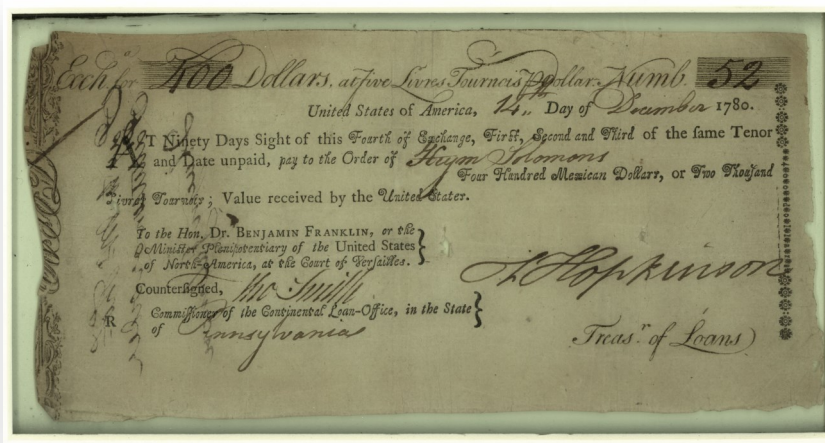 Exch.ᵃ for 400 Dollars, at five Livres Tournois ⅌ Dollar. Numb. 52
United States of America, 14.. Day of December 1780.
AT Ninety Days Sight of this Fourth of Exchange, First, Second and Third of the same Tenor
and Date unpaid, pay to the Order of Haym Solomons
Four Hundred Mexican Dollars, or Two Thousand
Livres Tournois; Value received by the United States.
To the Hon. Dr. BENJAMIN FRANKLIN, or the
Minister Plenipotentiary of the United States
of North-America, at the Court of Versailles.
F Hopkinson
Countersigned, Tho Smith
R Commissioner of the Continental Loan-Office, in the State
of Pennsylvania
Treas.ʳ of Loans